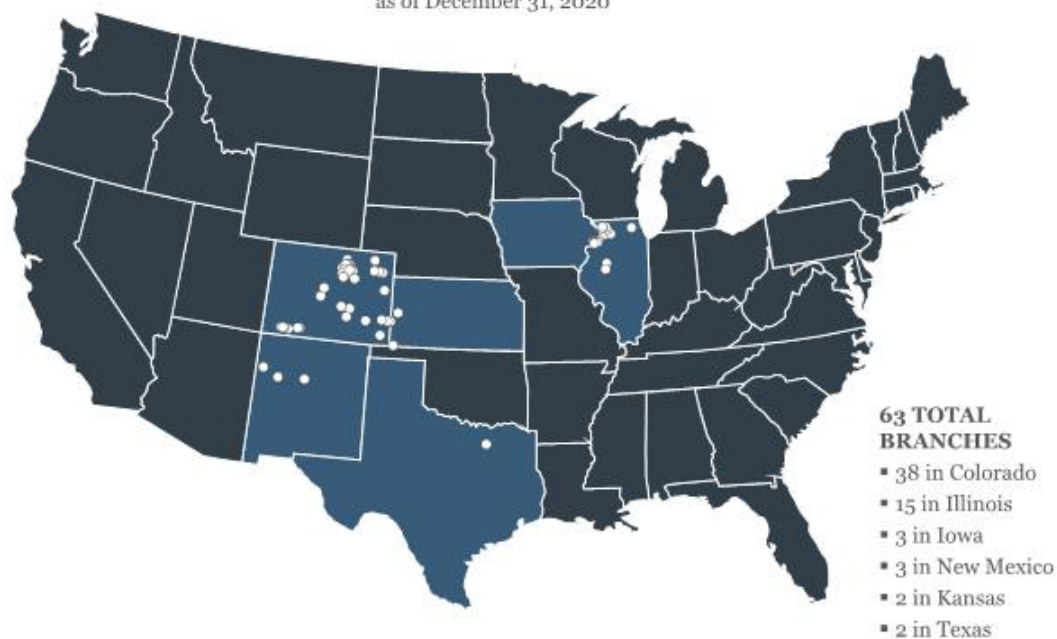 as of December 31, 2020
63 TOTAL
BRANCHES
▪ 38 in Colorado
▪ 15 in Illinois
▪ 3 in Iowa
▪ 3 in New Mexico
▪ 2 in Kansas
▪ 2 in Texas